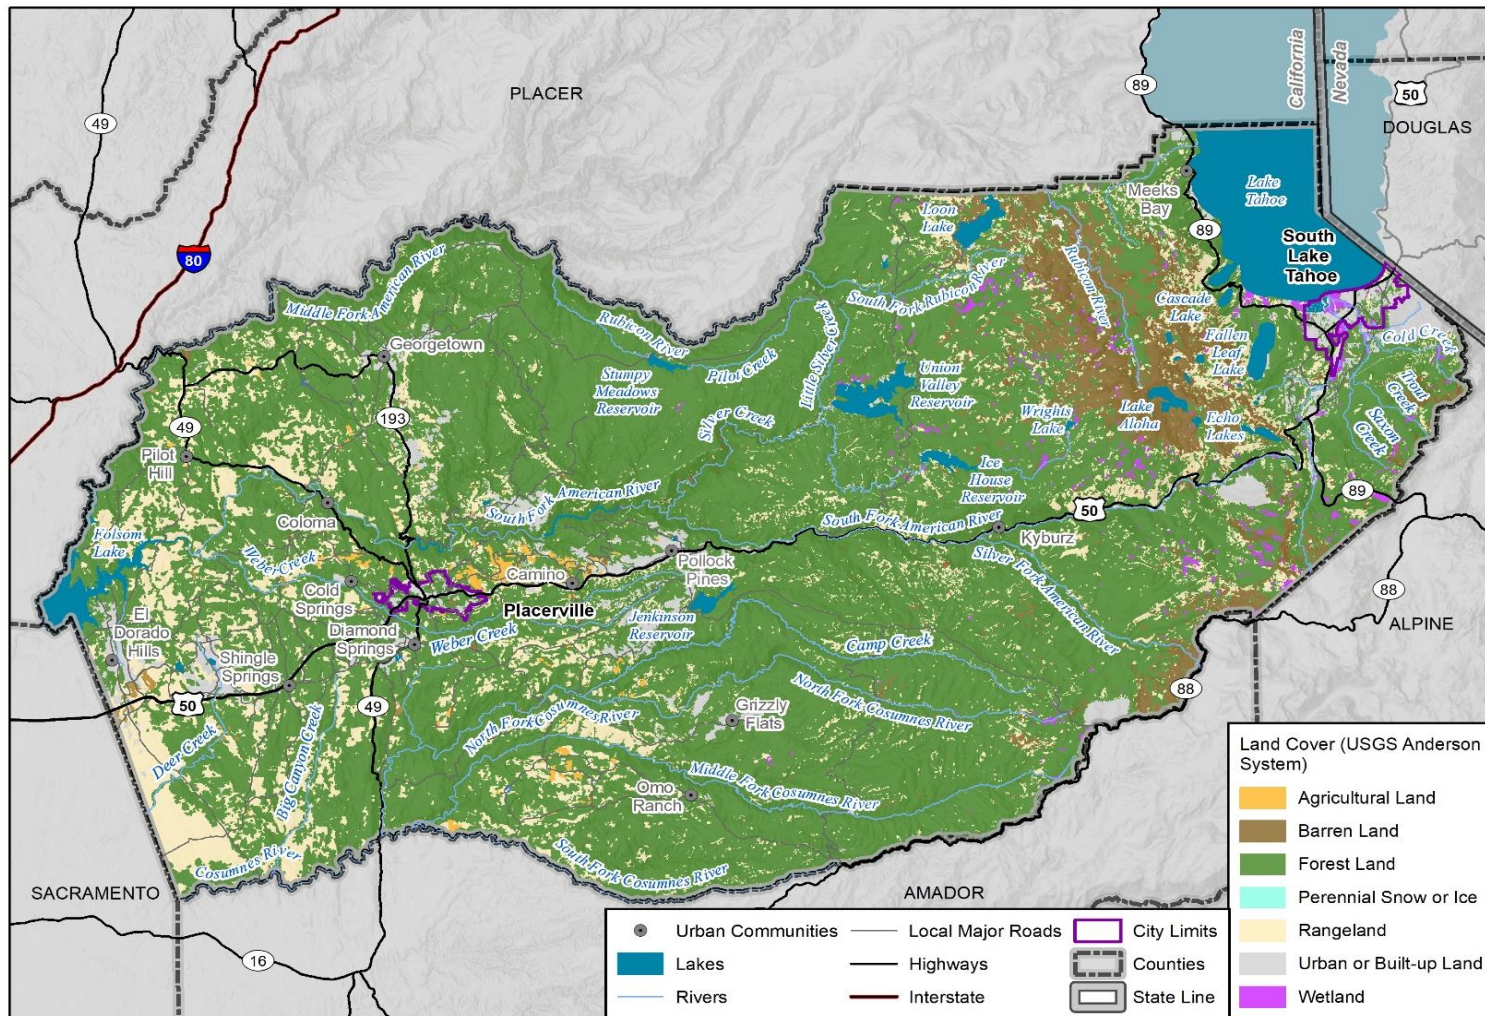 49
80
PLACER
89
California
Nevada
50
DOUGLAS
Meeks
Bay
Lake
Tahoe
Loon
Lake
89
South
Lake
Tahoe
Rubicon River
South Fork Rubicon River
Middle Fork American River
Cascade
Lake
Fallen
Leaf
Lake
Cold Creek
Trout
Creek
Saxon
Creek
Georgetown
Rubicon River
Stumpy
Meadows
Reservoir
Pilot Creek
Little Silver Creek
Union
Valley
Reservoir
Silver Creek
Wrights
Lake
Lake
Aloha
Echo
Lakes
193
49
Pilot
Hill
Ice
House
Reservoir
89
South Fork American River
Coloma
South Fork American River
50
Kyburz
Folsom
Lake
Weber Creek
Pollock
Pines
Camino
Silver Fork American River
Cold
Springs
Placerville
88
El
Dorado
Hills
Diamond
Springs
Weber Creek
Jenkinson
Reservoir
ALPINE
Camp Creek
Shingle
Springs
50
49
88
North Fork Cosumnes River
North Fork Cosumnes River
Grizzly
Flats
Deer Creek
Big Canyon Creek
Middle Fork Cosumnes River
Omo
Ranch
Cosumnes River
South Fork Cosumnes River
SACRAMENTO
AMADOR
16
Land Cover (USGS Anderson
System)
Agricultural Land
Barren Land
Forest Land
Perennial Snow or Ice
Rangeland
Urban or Built-up Land
Wetland
Urban Communities
Local Major Roads
City Limits
Lakes
Highways
Counties
Rivers
Interstate
State Line